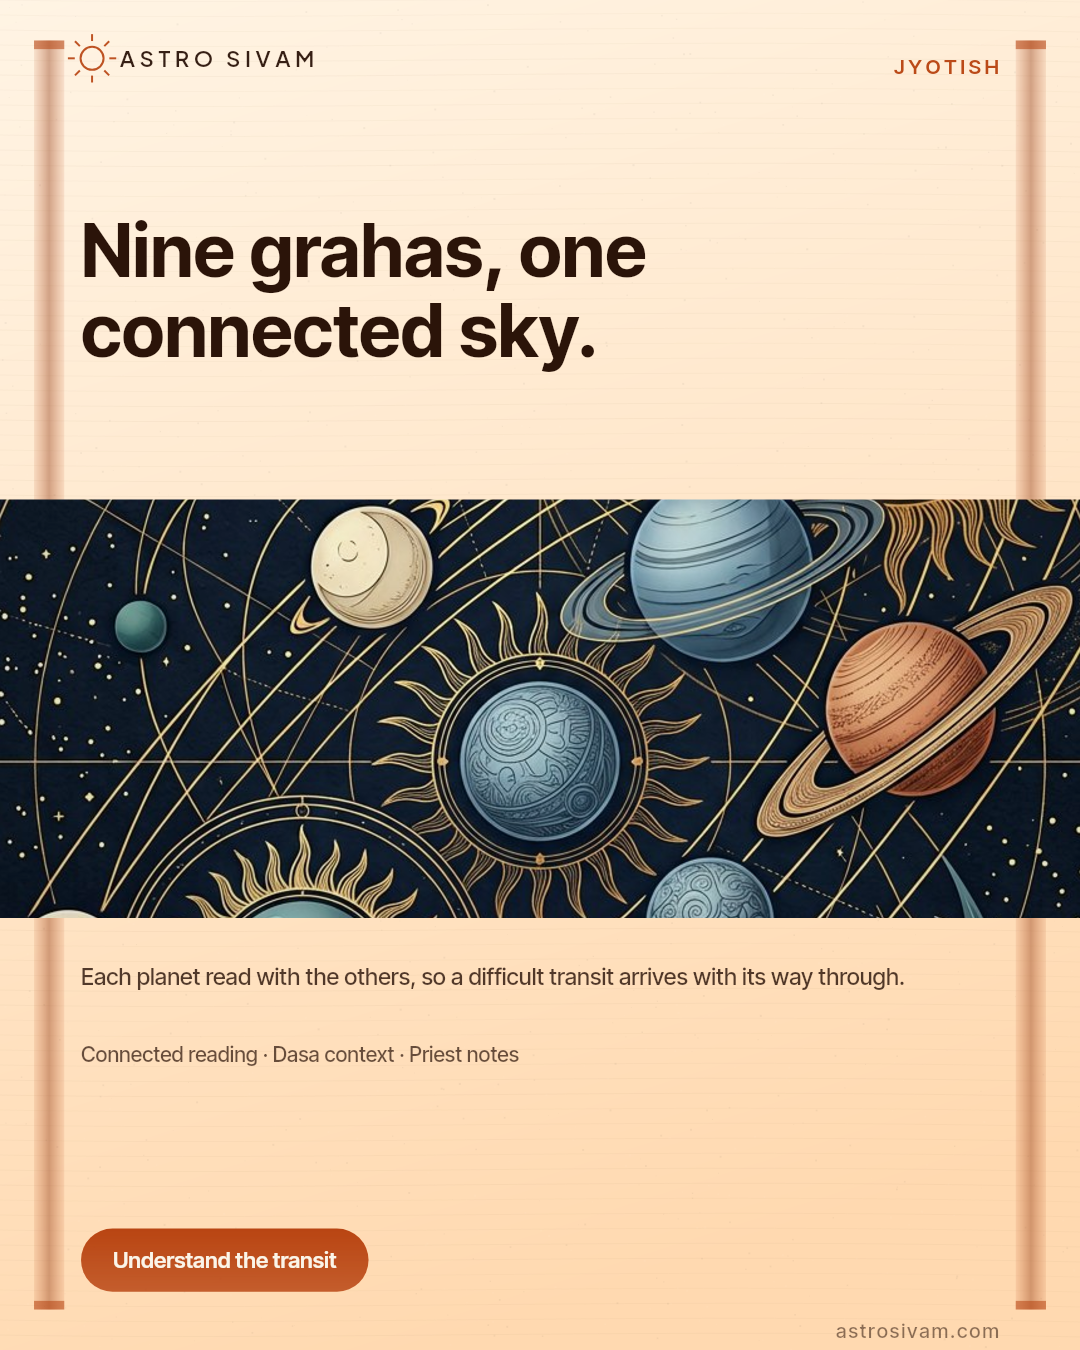 ASTRO SIVAM
JYOTISH
Nine grahas, one
connected sky.
Each planet read with the others, so a difficult transit arrives with its way through.
Connected reading · Dasa context · Priest notes
Understand the transit
astrosivam.com